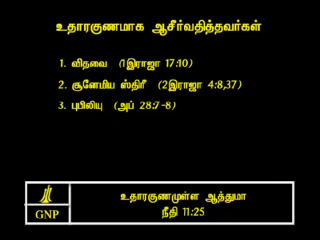 உதாரகுணமாக ஆசீர்வதித்தவர்கள்
1. விதவை (1இராஜா 17:10)
2. சூனேமிய ஸ்திரீ (2இராஜா 4:8,37)
3. புபிலியு (அப் 28:7-8)
GNP
உதாரகுணமுள்ள ஆத்துமா
நீதி 11:25